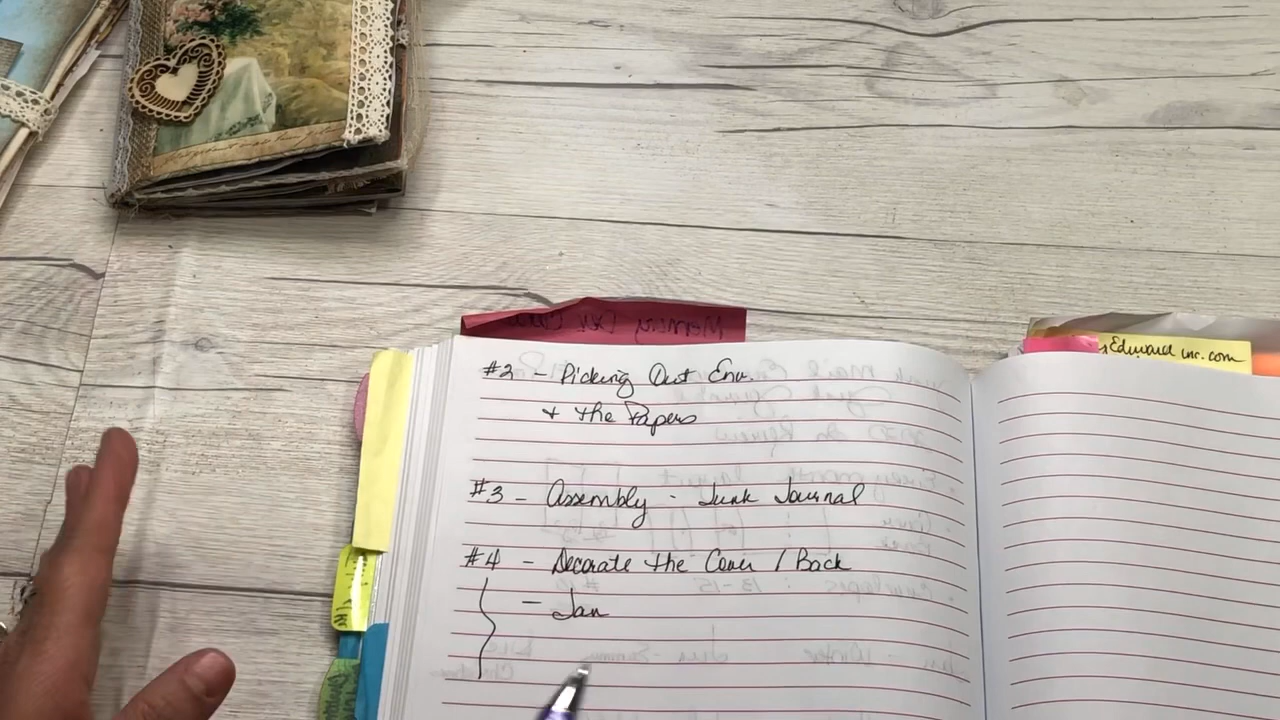 #2 - Picking Out Env.
+ the Papers
#3 - Assembly - Junk Journal
#4 - Decorate the Cover / Back
- Jan
Edward inc.com